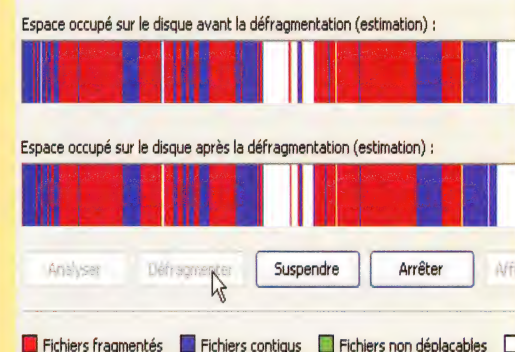 Espace occupé sur le disque avant la défragmentation (estimation) :
Espace occupé sur le disque après la défragmentation (estimation) :
Analyser Défragmenter Suspendre Arrêter
Fichiers fragmentés Fichiers contigus Fichiers non déplaçables